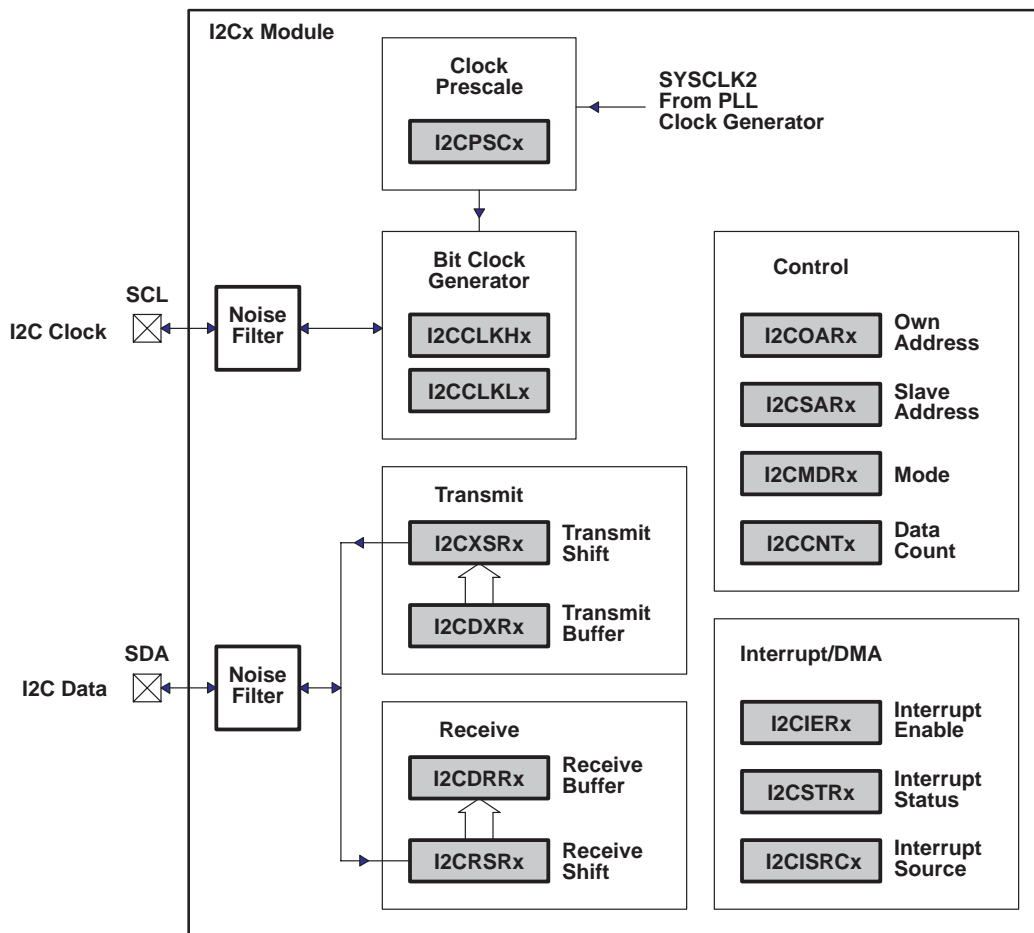 I2Cx Module
Clock
Prescale
I2CPSCx
SYSCLK2
From PLL
Clock Generator
Bit Clock
Generator
I2CCLKHx
I2CCLKLx
SCL
I2C Clock
Noise
Filter
Control
I2COARx
Own
Address
I2CSARx
Slave
Address
I2CMDRx
Mode
I2CCNTx
Data
Count
Transmit
I2CXSRx
Transmit
Shift
I2CDXRx
Transmit
Buffer
SDA
I2C Data
Noise
Filter
Receive
I2CDRRx
Receive
Buffer
I2CRSRx
Receive
Shift
Interrupt/DMA
I2CIERx
Interrupt
Enable
I2CSTRx
Interrupt
Status
I2CISRCx
Interrupt
Source